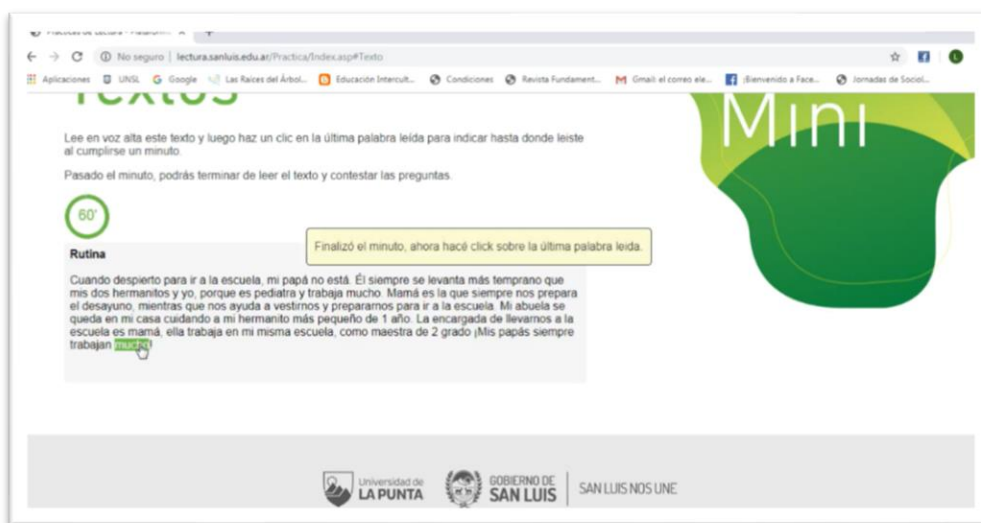 No seguro | lectura.sanluis.edu.ar/Practica/Index.asp#Texto
Aplicaciones UNSL Google Las Raices del Árbol... Educación Intercult... Condiciones Revista Fundament... Gmail: el correo ele... ¡Bienvenido a Face... Jornadas de Sociol...
Textos
Mini
Lee en voz alta este texto y luego haz un clic en la última palabra leída para indicar hasta donde leiste
al cumplirse un minuto.
Pasado el minuto, podrás terminar de leer el texto y contestar las preguntas.
60'
Finalizó el minuto, ahora hacé click sobre la última palabra leida.
Rutina
Cuando despierto para ir a la escuela, mi papá no está. Él siempre se levanta más temprano que
mis dos hermanitos y yo, porque es pediatra y trabaja mucho. Mamá es la que siempre nos prepara
el desayuno, mientras que nos ayuda a vestirnos y prepararnos para ir a la escuela. Mi abuela se
queda en mi casa cuidando a mi hermanito más pequeño de 1 año. La encargada de llevarnos a la
escuela es mamá, ella trabaja en mi misma escuela, como maestra de 2 grado ¡Mis papás siempre
trabajan mucho!
Universidad de
LA PUNTA
GOBIERNO DE
SAN LUIS
SAN LUIS NOS UNE